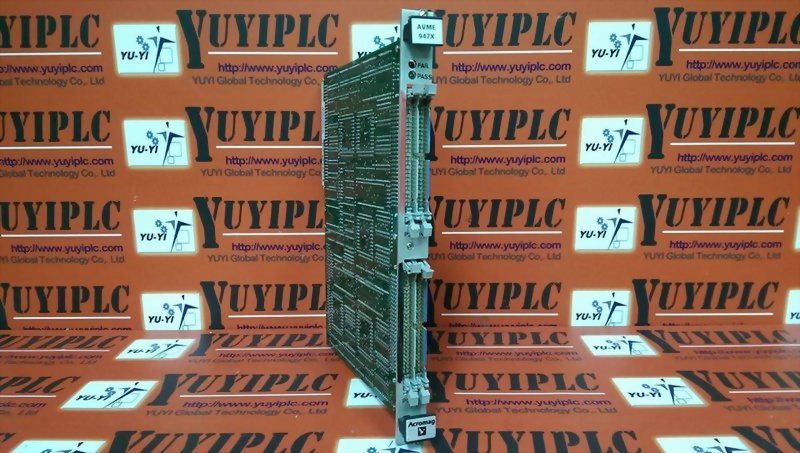 AVME
947X
FAIL
PASS
Acromag
YU-YI
YUYIPLC
http://www.yuyiplc.com
YUYI Global Technology Co,. Ltd